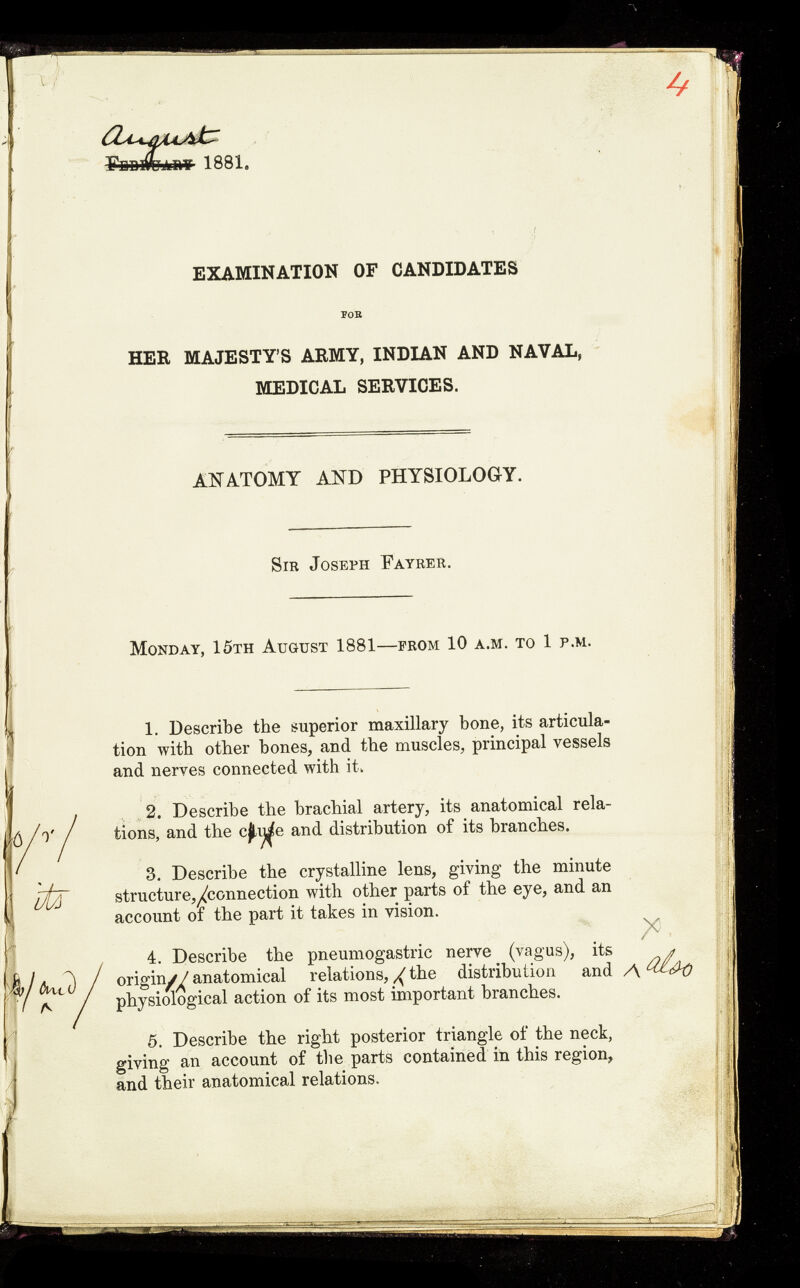 4
August
FEBRUARY 1881.
EXAMINATION OF CANDIDATES
FOR
HER MAJESTY'S ARMY, INDIAN AND NAVAL,
MEDICAL SERVICES.
ANATOMY AND PHYSIOLOGY.
SIR JOSEPH FAYRER.
MONDAY, 15TH AUGUST 1881—FROM 10 A.M. TO 1 P.M.
1. Describe the superior maxillary bone, its articula-
tion with other bones, and the muscles, principal vessels
and nerves connected with it.
2. Describe the brachial artery, its anatomical rela-
tions, and the and distribution of its branches.
3. Describe the crystalline lens, giving the minute
its
structure, connection with other parts of the eye, and an
account of the part it takes in vision.
4. Describe the pneumogastric nerve (vagus), its
and
origin, anatomical relations, the distribution and
also
physiological action of its most important branches.
5. Describe the right posterior triangle of the neck,
giving an account of the parts contained in this region,
and their anatomical relations.